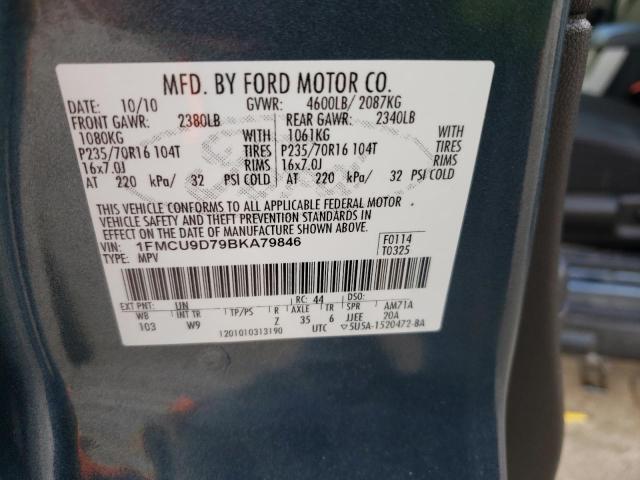 MFD. BY FORD MOTOR CO.
DATE: 10/10 GVWR: 4600LB/ 2087KG
FRONT GAWR: 2380LB REAR GAWR: 2340LB
1080KG WITH 1061KG WITH
P235/70R16 104T TIRES P235/70R16 104T TIRES
16x7.0J RIMS 16x7.0J RIMS
AT 220 kPa/ 32 PSI COLD AT 220 kPa/ 32 PSI COLD
THIS VEHICLE CONFORMS TO ALL APPLICABLE FEDERAL MOTOR
VEHICLE SAFETY AND THEFT PREVENTION STANDARDS IN
EFFECT ON THE DATE OF MANUFACTURE SHOWN ABOVE.
VIN: 1FMCU9D79BKA79846 F0114
TYPE: MPV T0325
EXT PNT: UN RC: 44 DSO:
WB INT TR TP/PS R AXLE TR SPR AM71A
103 W9 Z 35 6 JJEE 20A
1201010313190 UTC 5U5A-1520472-BA